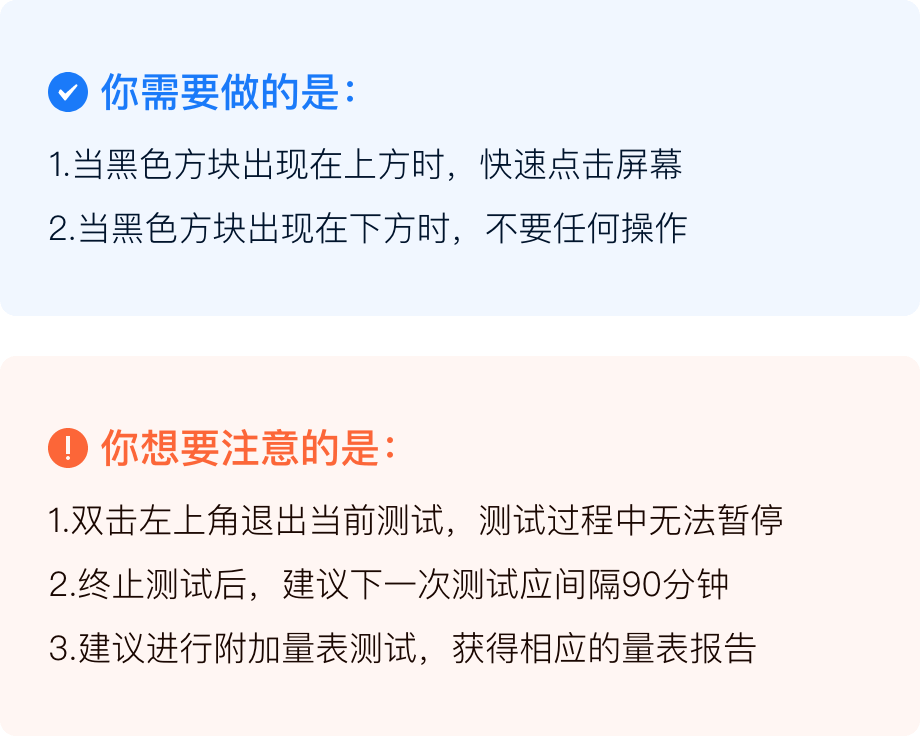 你需要做的是：
1.当黑色方块出现在上方时，快速点击屏幕
2.当黑色方块出现在下方时，不要任何操作
你想要注意的是：
1.双击左上角退出当前测试，测试过程中无法暂停
2.终止测试后，建议下一次测试应间隔90分钟
3.建议进行附加量表测试，获得相应的量表报告